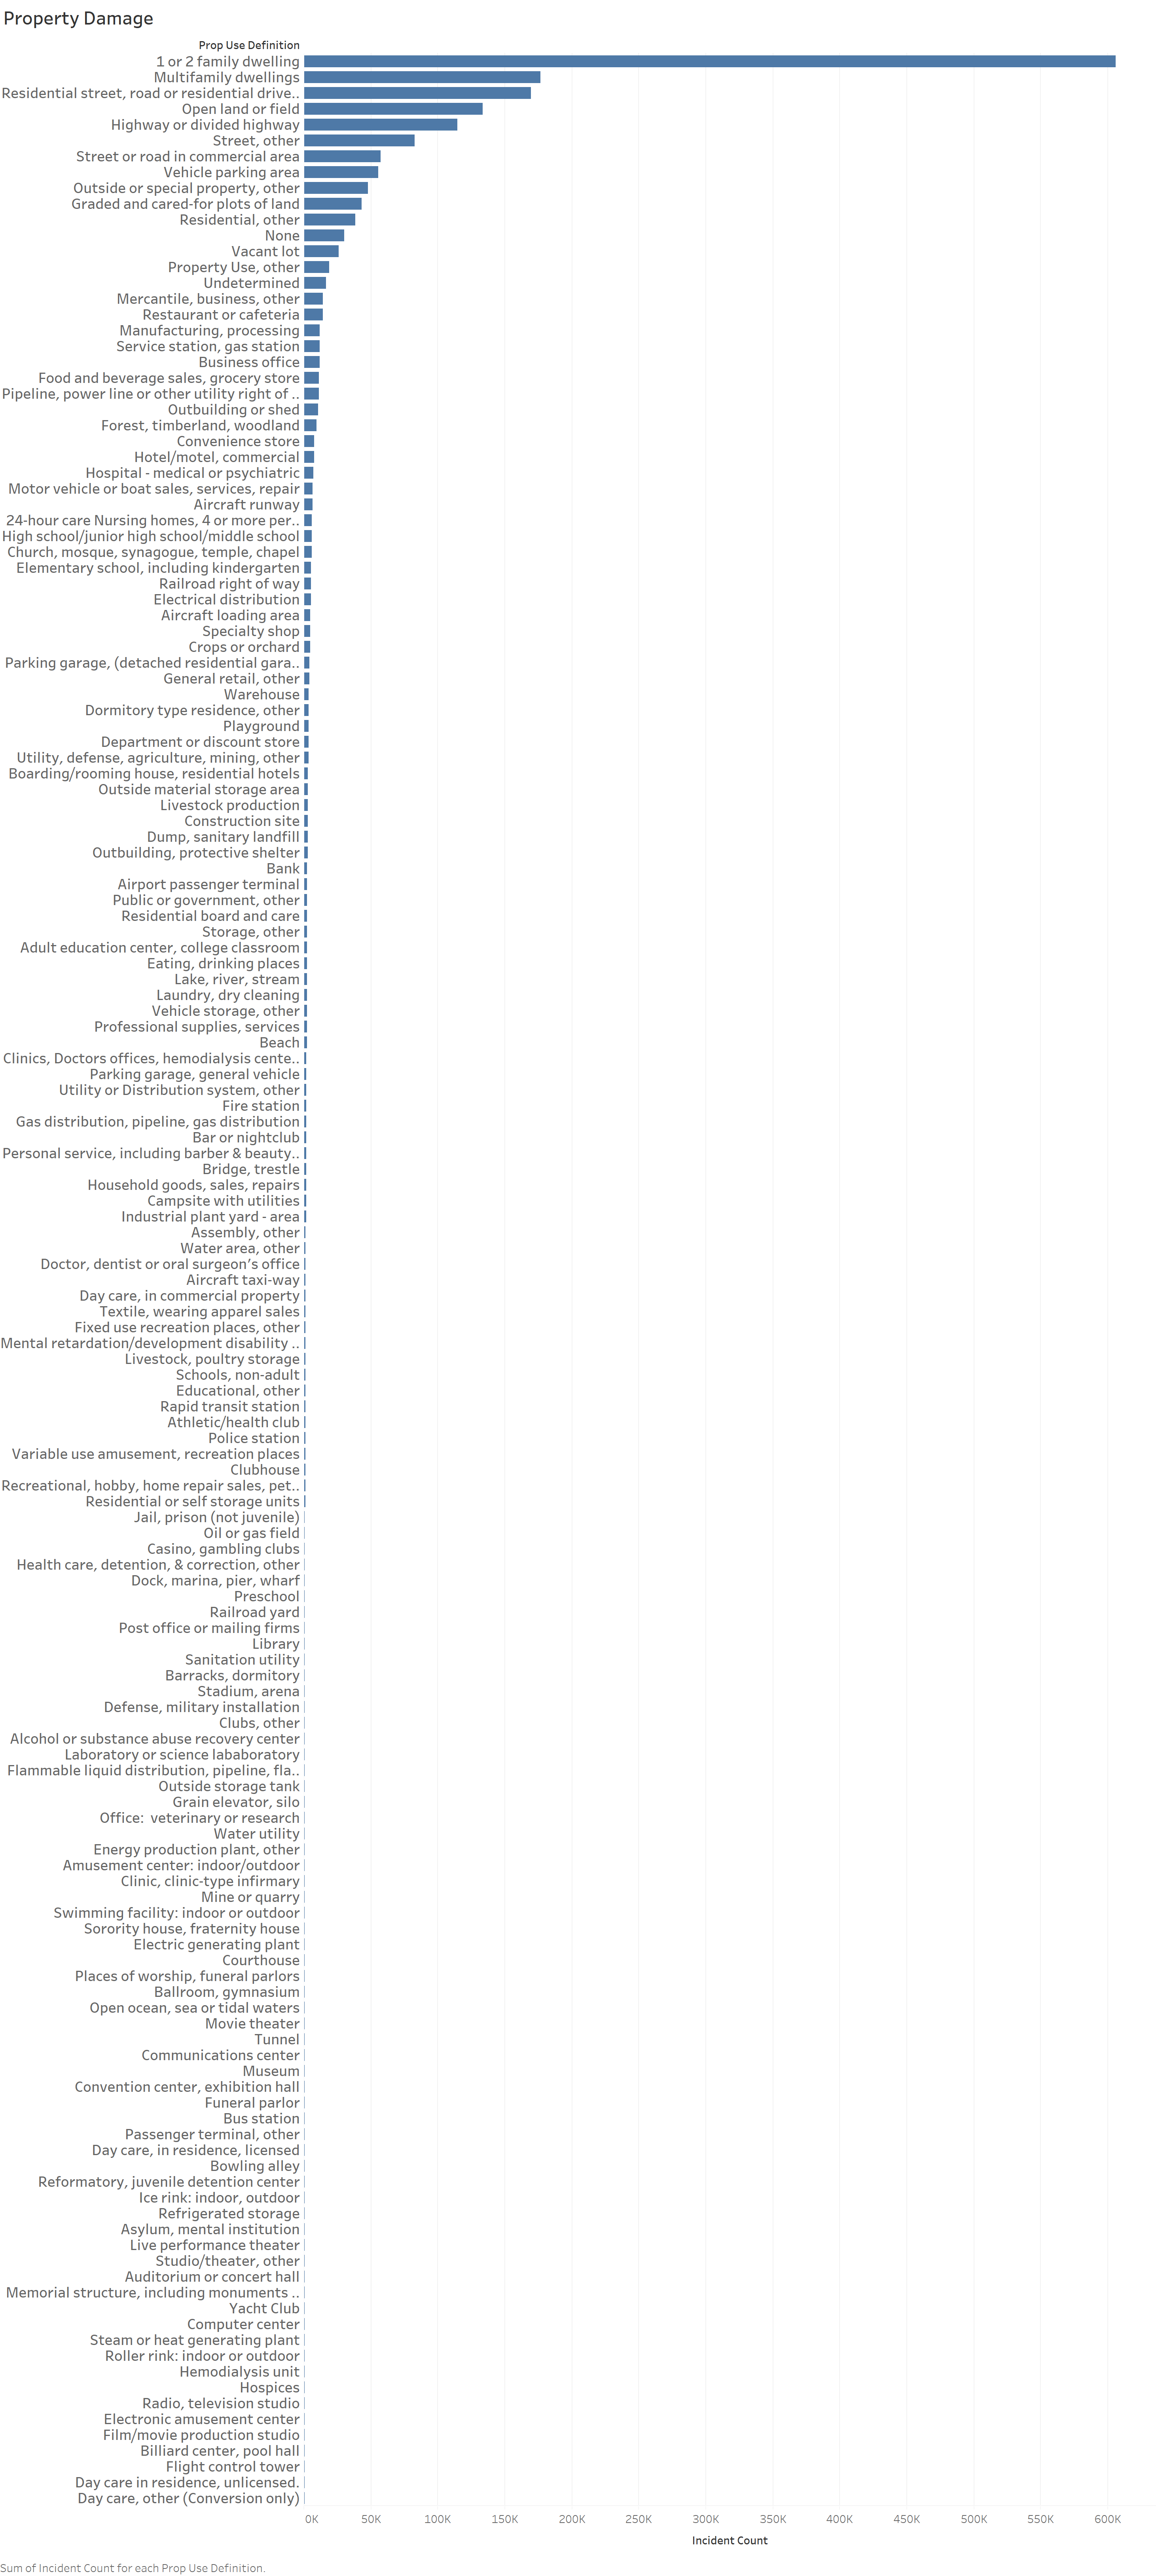 Property Damage
Prop Use Definition
1 or 2 family dwelling
Multifamily dwellings
Residential street, road or residential drive..
Open land or field
Highway or divided highway
Street, other
Street or road in commercial area
Vehicle parking area
Outside or special property, other
Graded and cared-for plots of land
Residential, other
None
Vacant lot
Property Use, other
Undetermined
Mercantile, business, other
Restaurant or cafeteria
Manufacturing, processing
Service station, gas station
Business office
Food and beverage sales, grocery store
Pipeline, power line or other utility right of ..
Outbuilding or shed
Forest, timberland, woodland
Convenience store
Hotel/motel, commercial
Hospital - medical or psychiatric
Motor vehicle or boat sales, services, repair
Aircraft runway
24-hour care Nursing homes, 4 or more per..
High school/junior high school/middle school
Church, mosque, synagogue, temple, chapel
Elementary school, including kindergarten
Railroad right of way
Electrical distribution
Aircraft loading area
Specialty shop
Crops or orchard
Parking garage, (detached residential gara..
General retail, other
Warehouse
Dormitory type residence, other
Playground
Department or discount store
Utility, defense, agriculture, mining, other
Boarding/rooming house, residential hotels
Outside material storage area
Livestock production
Construction site
Dump, sanitary landfill
Outbuilding, protective shelter
Bank
Airport passenger terminal
Public or government, other
Residential board and care
Storage, other
Adult education center, college classroom
Eating, drinking places
Lake, river, stream
Laundry, dry cleaning
Vehicle storage, other
Professional supplies, services
Beach
Clinics, Doctors offices, hemodialysis cente..
Parking garage, general vehicle
Utility or Distribution system, other
Fire station
Gas distribution, pipeline, gas distribution
Bar or nightclub
Personal service, including barber & beauty..
Bridge, trestle
Household goods, sales, repairs
Campsite with utilities
Industrial plant yard - area
Assembly, other
Water area, other
Doctor, dentist or oral surgeon's office
Aircraft taxi-way
Day care, in commercial property
Textile, wearing apparel sales
Fixed use recreation places, other
Mental retardation/development disability ..
Livestock, poultry storage
Schools, non-adult
Educational, other
Rapid transit station
Athletic/health club
Police station
Variable use amusement, recreation places
Clubhouse
Recreational, hobby, home repair sales, pet..
Residential or self storage units
Jail, prison (not juvenile)
Oil or gas field
Casino, gambling clubs
Health care, detention, & correction, other
Dock, marina, pier, wharf
Preschool
Railroad yard
Post office or mailing firms
Library
Sanitation utility
Barracks, dormitory
Stadium, arena
Defense, military installation
Clubs, other
Alcohol or substance abuse recovery center
Laboratory or science lababoratory
Flammable liquid distribution, pipeline, fla..
Outside storage tank
Grain elevator, silo
Office:  veterinary or research
Water utility
Energy production plant, other
Amusement center: indoor/outdoor
Clinic, clinic-type infirmary
Mine or quarry
Swimming facility: indoor or outdoor
Sorority house, fraternity house
Electric generating plant
Courthouse
Places of worship, funeral parlors
Ballroom, gymnasium
Open ocean, sea or tidal waters
Movie theater
Tunnel
Communications center
Museum
Convention center, exhibition hall
Funeral parlor
Bus station
Passenger terminal, other
Day care, in residence, licensed
Bowling alley
Reformatory, juvenile detention center
Ice rink: indoor, outdoor
Refrigerated storage
Asylum, mental institution
Live performance theater
Studio/theater, other
Auditorium or concert hall
Memorial structure, including monuments ..
Yacht Club
Computer center
Steam or heat generating plant
Roller rink: indoor or outdoor
Hemodialysis unit
Hospices
Radio, television studio
Electronic amusement center
Film/movie production studio
Billiard center, pool hall
Flight control tower
Day care in residence, unlicensed.
Day care, other (Conversion only)
0K 50K 100K 150K 200K 250K 300K 350K 400K 450K 500K 550K 600K
Incident Count
Sum of Incident Count for each Prop Use Definition.